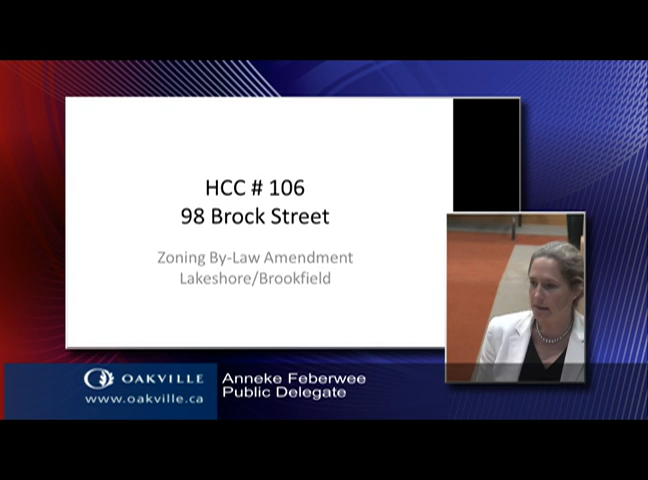 HCC # 106
98 Brock Street
Zoning By-Law Amendment
Lakeshore/Brookfield
OAKVILLE
www.oakville.ca
Anneke Feberwee
Public Delegate